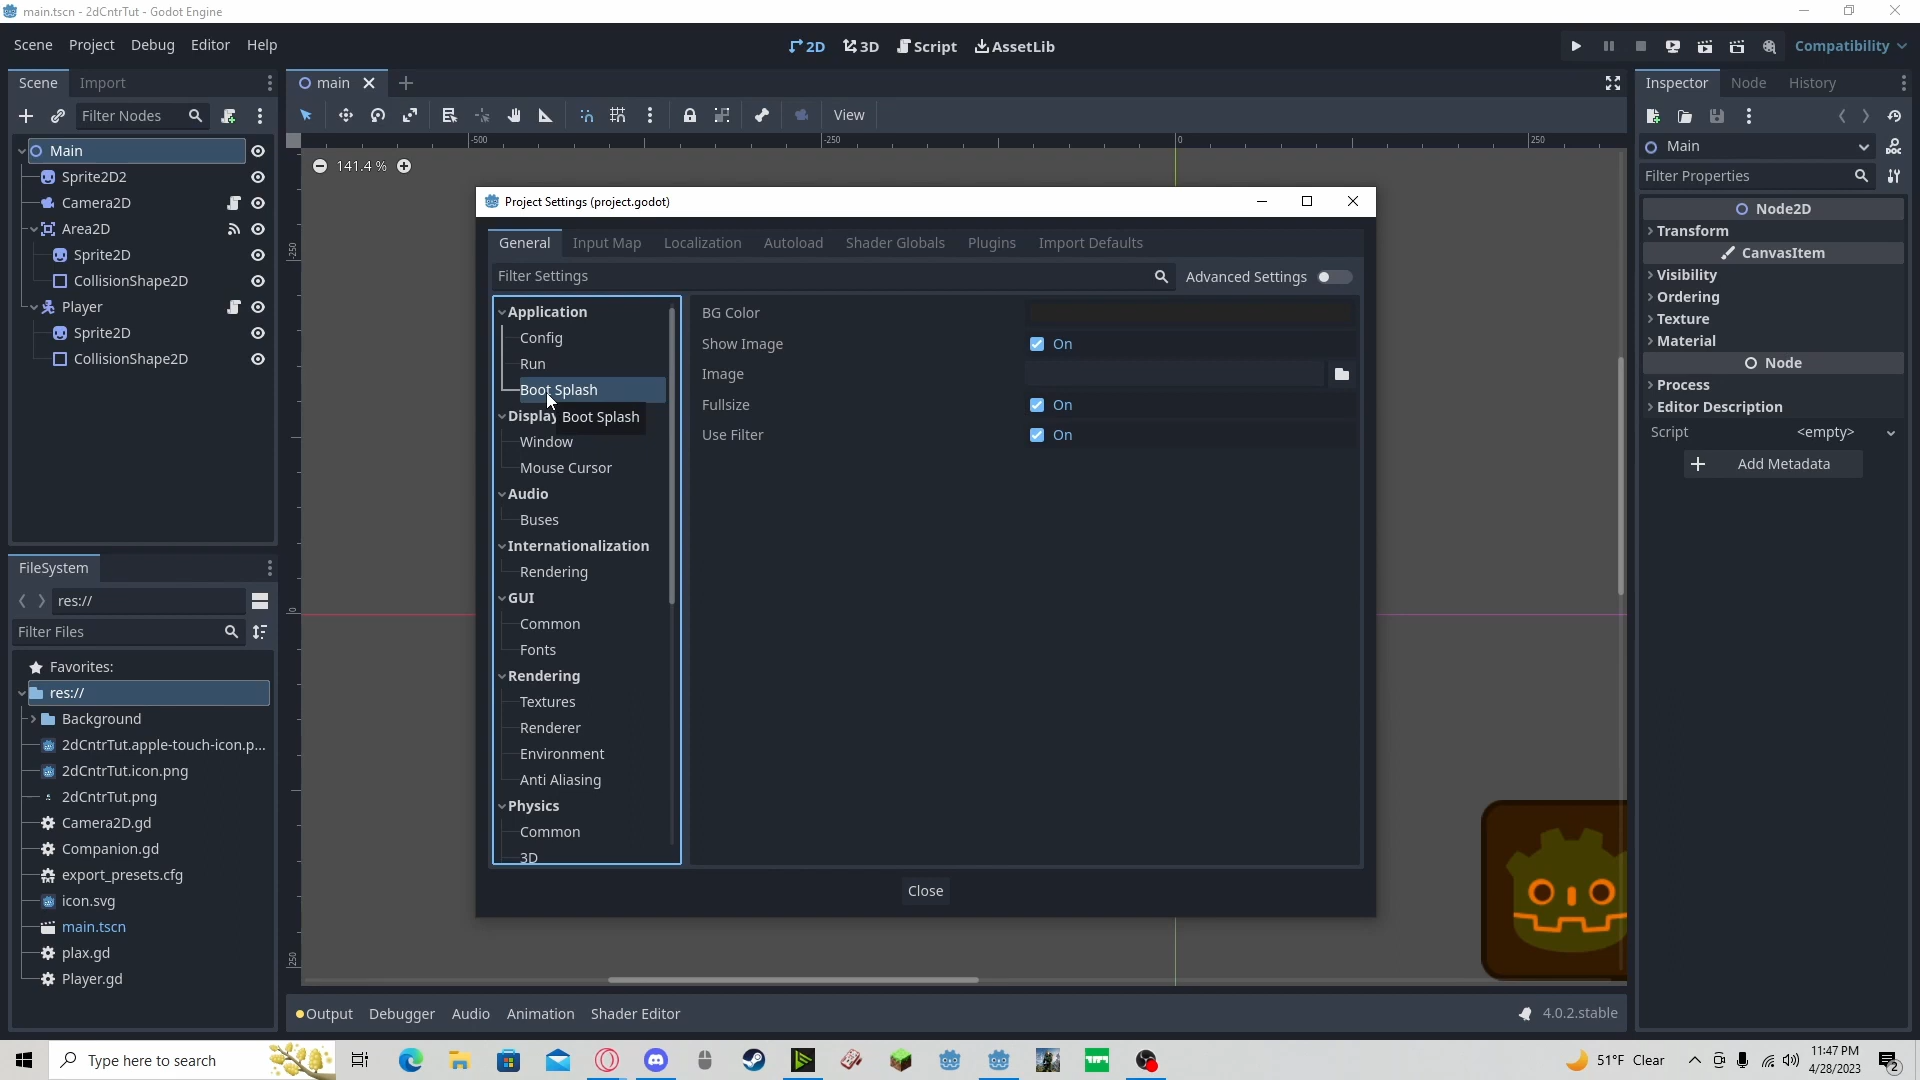 main.tscn - 2dCntrTut - Godot Engine
Scene Project Debug Editor Help
2D 3D Script AssetLib
Compatibility
Scene Import
main
Inspector Node History
Filter Nodes
View
Main
Sprite2D2
Camera2D
Area2D
Sprite2D
CollisionShape2D
Player
Sprite2D
CollisionShape2D
-500 -250 0 250
141.4 %
-250
0
250
Project Settings (project.godot)
General Input Map Localization Autoload Shader Globals Plugins Import Defaults
Filter Settings
Advanced Settings
Application
Config
Run
Boot Splash
Display
Boot Splash
Window
Mouse Cursor
Audio
Buses
Internationalization
Rendering
GUI
Common
Fonts
Rendering
Textures
Renderer
Environment
Anti Aliasing
Physics
Common
3D
BG Color
Show Image On
Image
Fullsize On
Use Filter On
Close
Main
Filter Properties
Node2D
Transform
CanvasItem
Visibility
Ordering
Texture
Material
Node
Process
Editor Description
Script <empty>
Add Metadata
FileSystem
res://
Filter Files
Favorites:
res://
Background
2dCntrTut.apple-touch-icon.p...
2dCntrTut.icon.png
2dCntrTut.png
Camera2D.gd
Companion.gd
export_presets.cfg
icon.svg
main.tscn
plax.gd
Player.gd
Output Debugger Audio Animation Shader Editor
4.0.2.stable
Type here to search
51°F Clear
11:47 PM
4/28/2023
2